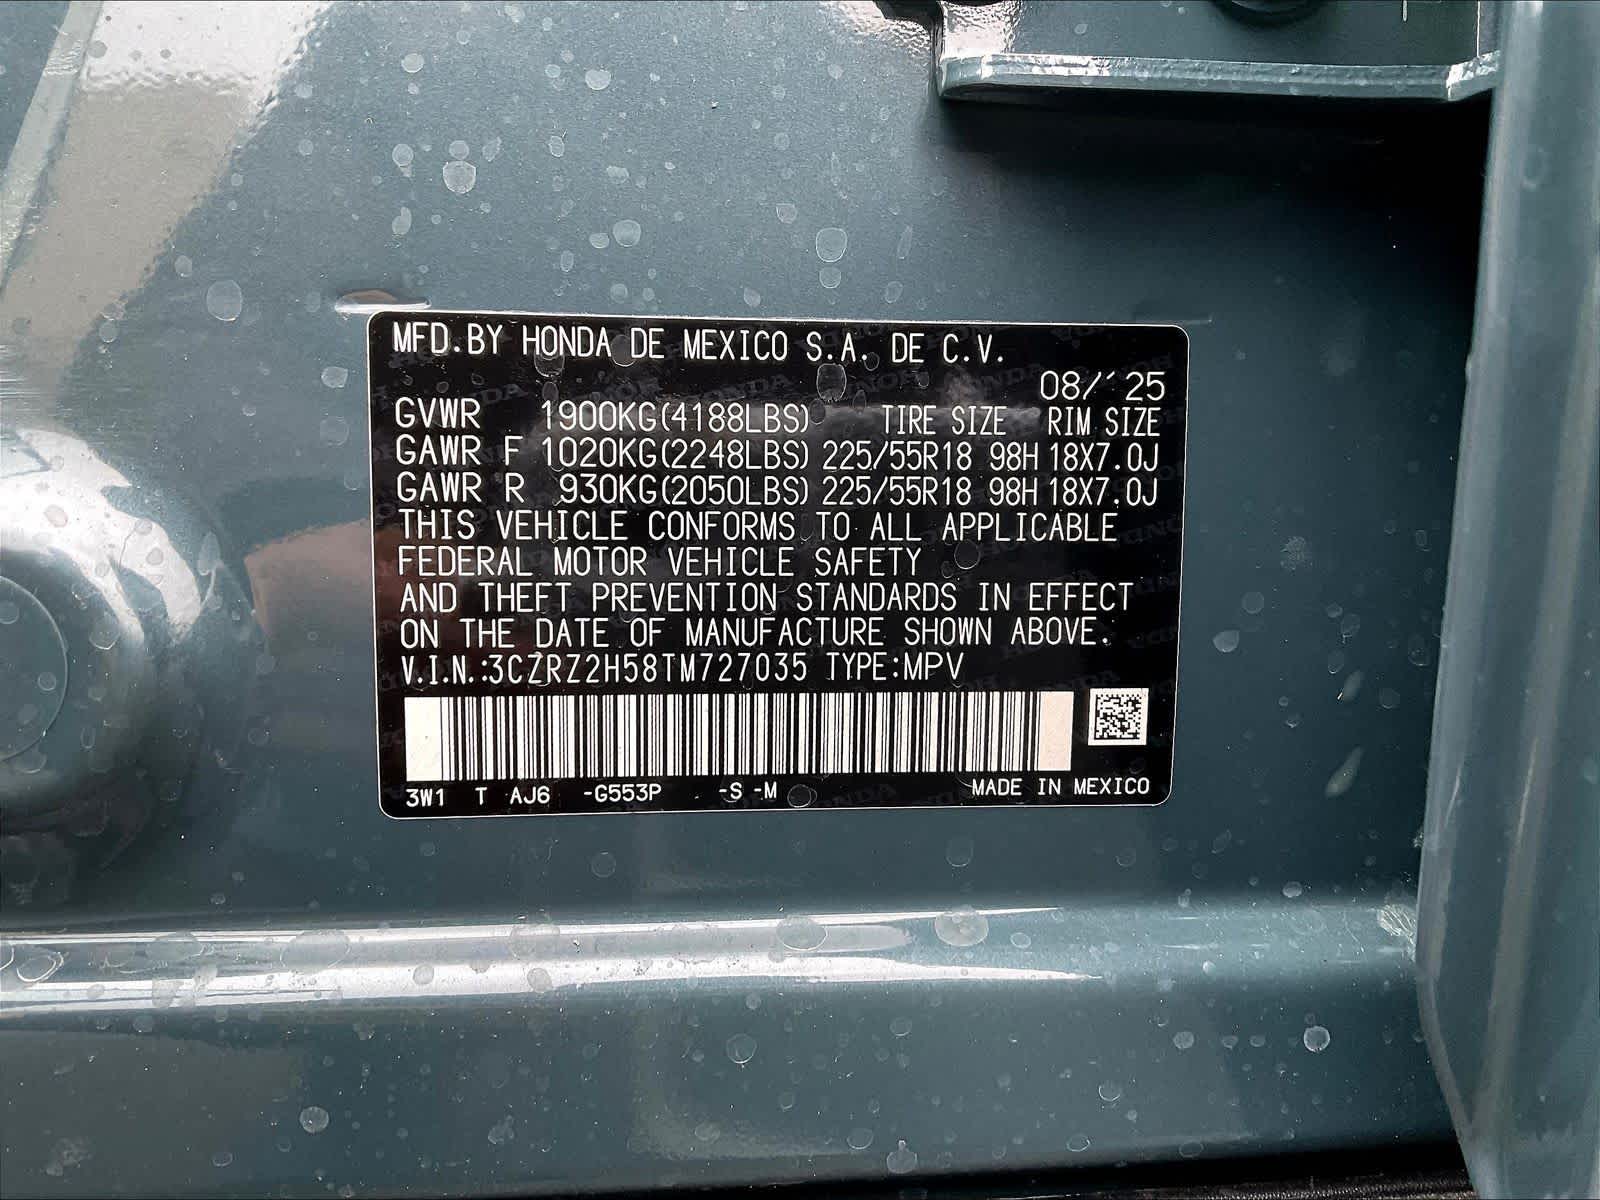 MFD.BY HONDA DE MEXICO S.A. DE C.V.
08/´25
GVWR 1900KG(4188LBS) TIRE SIZE RIM SIZE
GAWR F 1020KG(2248LBS) 225/55R18 98H 18X7.0J
GAWR R 930KG(2050LBS) 225/55R18 98H 18X7.0J
THIS VEHICLE CONFORMS TO ALL APPLICABLE
FEDERAL MOTOR VEHICLE SAFETY
AND THEFT PREVENTION STANDARDS IN EFFECT
ON THE DATE OF MANUFACTURE SHOWN ABOVE.
V.I.N.:3CZRZ2H58TM727035 TYPE:MPV
3W1 T AJ6 -G553P -S -M MADE IN MEXICO